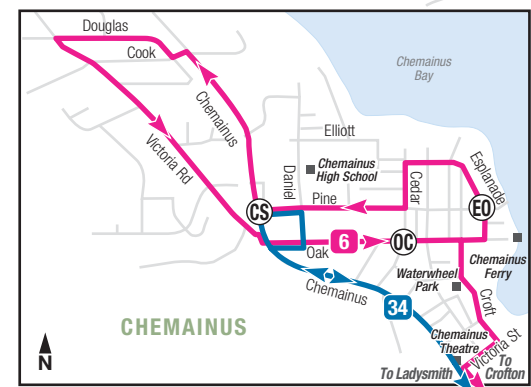 Douglas
Cook
Chemainus
Bay
Chemainus
Victoria Rd
Elliott
Daniel
Chemainus
High School
Pine
Cedar
Esplanade
CS
EO
OC
6
Oak
Chemainus
Waterwheel
Park
Chemainus
Ferry
34
Croft
CHEMAINUS
Chemainus
Theatre
Victoria St
N
To Ladysmith
To
Crofton